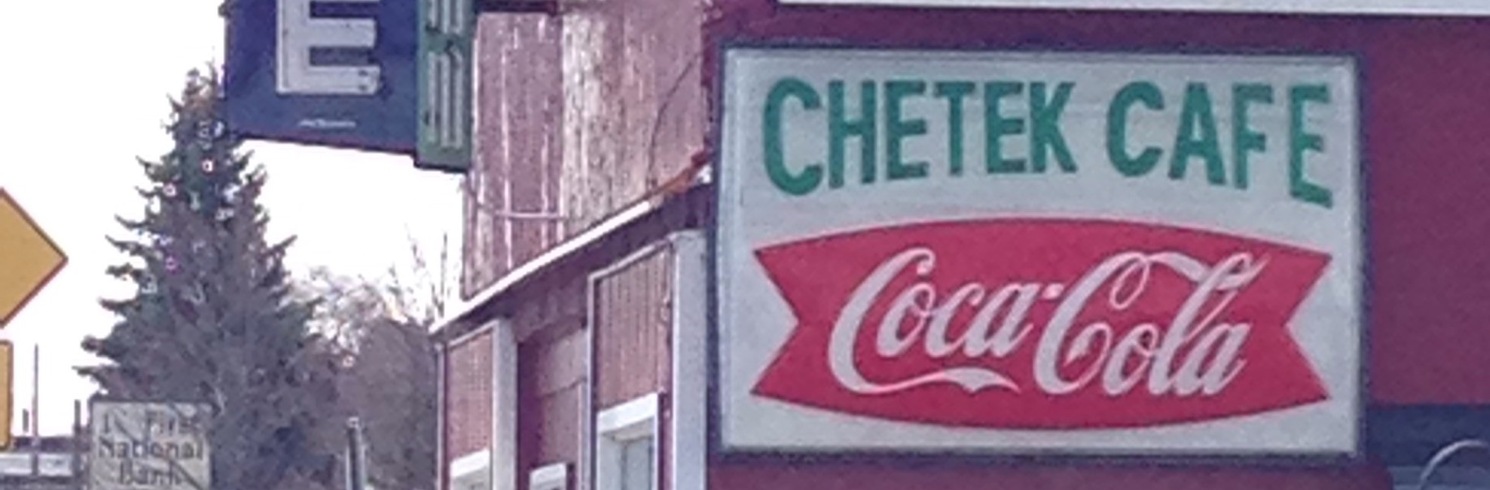 E
CHETEK CAFE
Coca-Cola
First
National
Bank